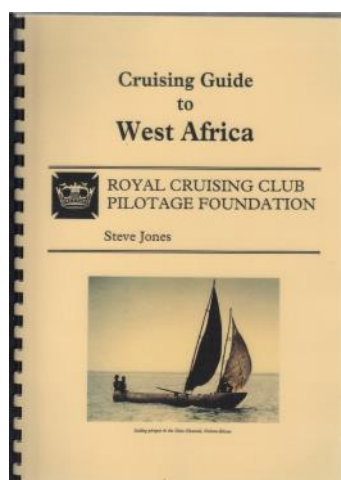 Cruising Guide
to
West Africa
ROYAL CRUISING CLUB
PILOTAGE FOUNDATION
Steve Jones